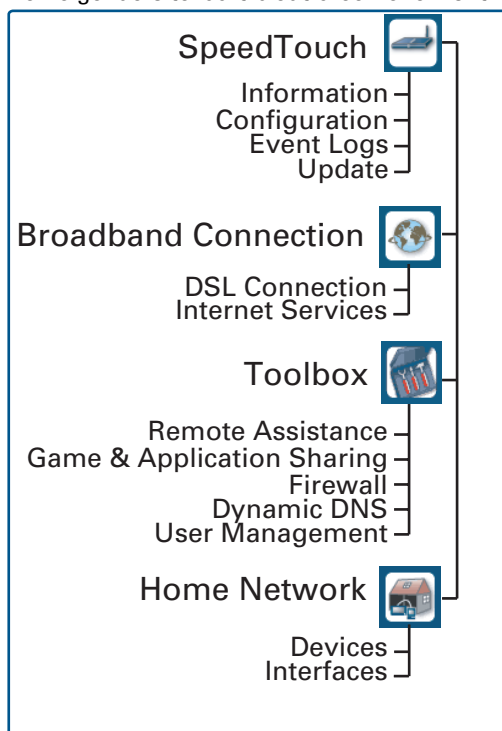 SpeedTouch
Information
Configuration
Event Logs
Update
Broadband Connection
DSL Connection
Internet Services
Toolbox
Remote Assistance
Game & Application Sharing
Firewall
Dynamic DNS
User Management
Home Network
Devices
Interfaces